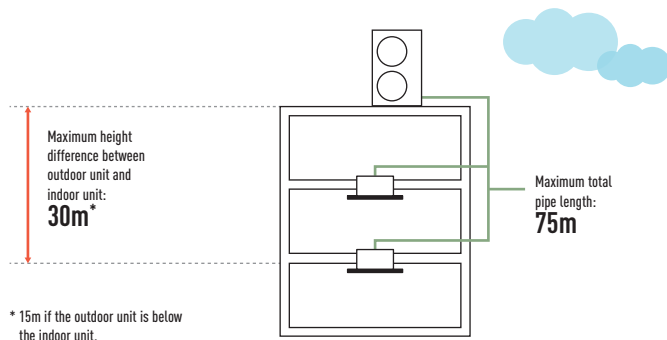 Maximum height
difference between
outdoor unit and
indoor unit:
30m*
Maximum total
pipe length:
75m
* 15m if the outdoor unit is below
the indoor unit.